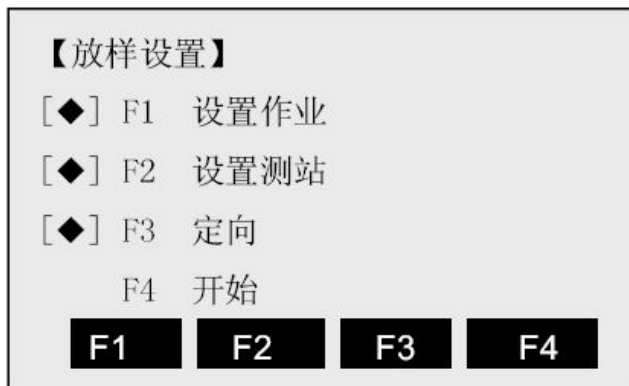 【放样设置】
[◆] F1 设置作业
[◆] F2 设置测站
[◆] F3 定向
F4 开始
F1 F2 F3 F4